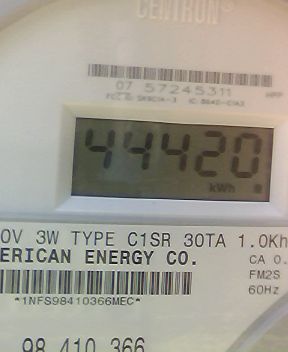 CENTRON®
07 57245311
44420
kWh
0V 3W TYPE C1SR 30TA 1.0Kh
ERICAN ENERGY CO.
CA 0.
FM2S
60Hz
*1NFS98410366MEC*
98 410 366